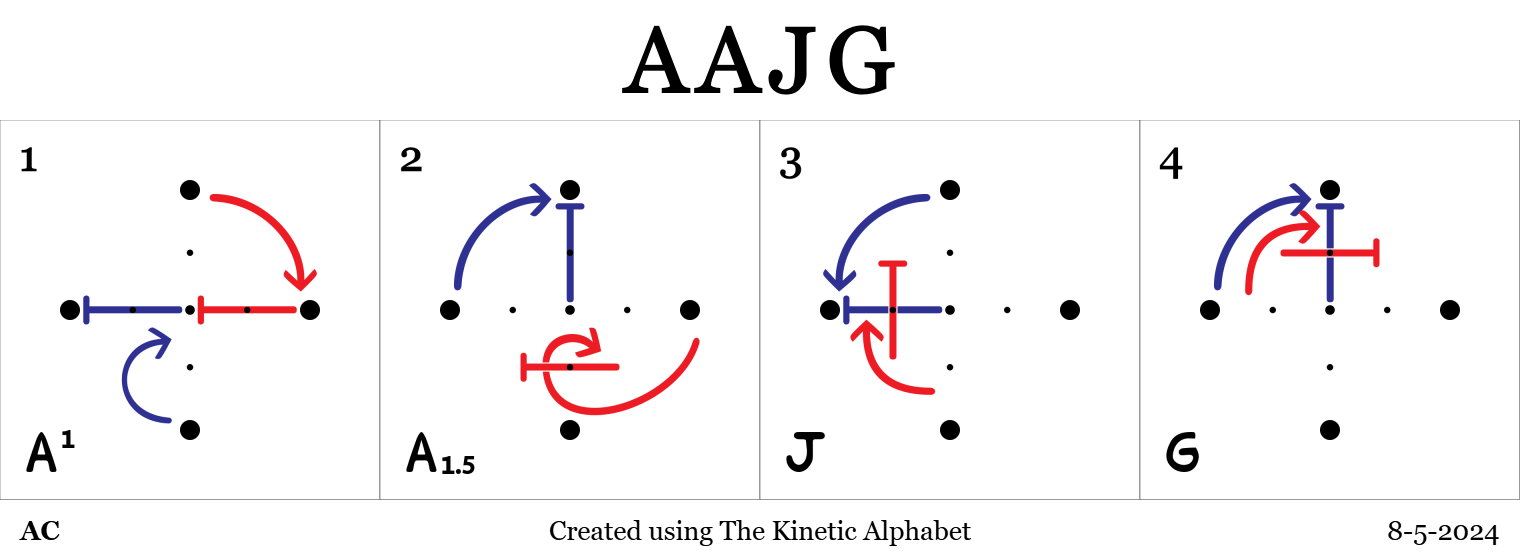 AAJG
1 2 3 4
A¹ A₁.₅ J G
AC Created using The Kinetic Alphabet 8-5-2024